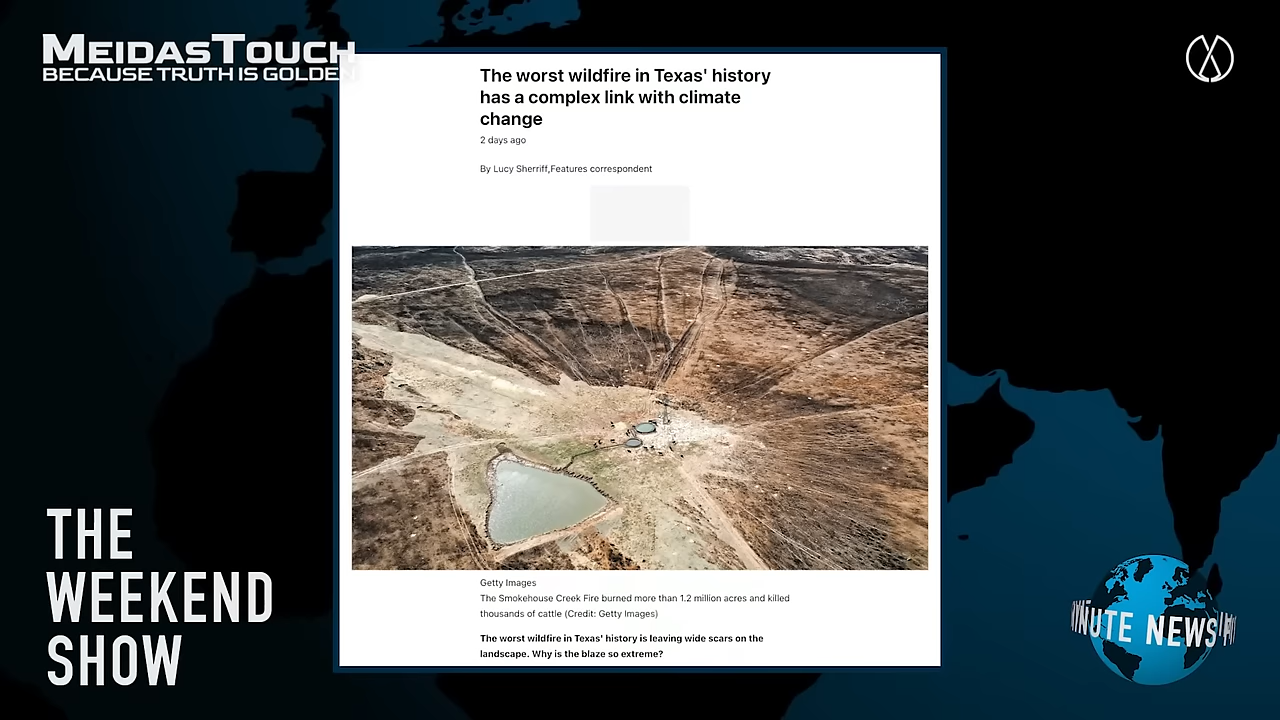 MEIDASTOUCH
BECAUSE TRUTH IS GOLDEN
The worst wildfire in Texas' history
has a complex link with climate
change
2 days ago
By Lucy Sherriff,Features correspondent
Getty Images
The Smokehouse Creek Fire burned more than 1.2 million acres and killed
thousands of cattle (Credit: Getty Images)
The worst wildfire in Texas' history is leaving wide scars on the
landscape. Why is the blaze so extreme?
THE
WEEKEND
SHOW
MINUTE NEWS